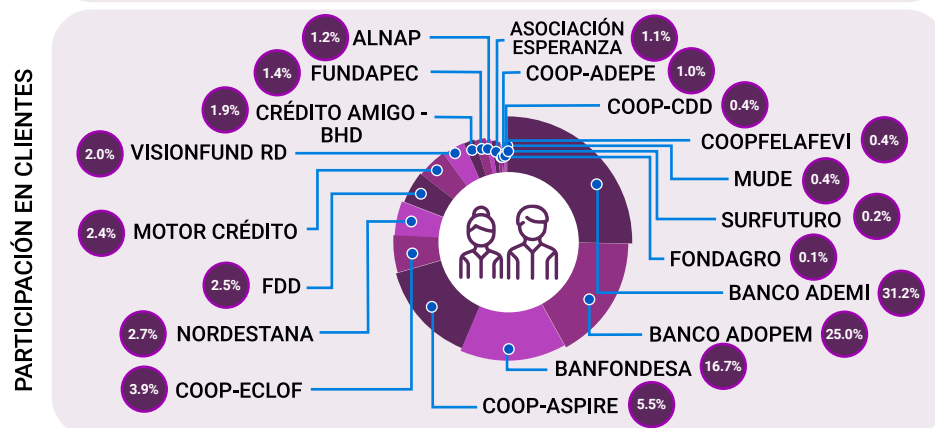 PARTICIPACIÓN EN CLIENTES
1.2% ALNAP
1.4% FUNDAPEC
1.9% CRÉDITO AMIGO -
BHD
2.0% VISIONFUND RD
2.4% MOTOR CRÉDITO
2.5% FDD
2.7% NORDESTANA
3.9% COOP-ECLOF
ASOCIACIÓN
ESPERANZA 1.1%
COOP-ADEPE 1.0%
COOP-CDD 0.4%
COOPFELAFEVI 0.4%
MUDE 0.4%
SURFUTURO 0.2%
FONDAGRO 0.1%
BANCO ADEMI 31.2%
BANCO ADOPEM 25.0%
BANFONDESA 16.7%
COOP-ASPIRE 5.5%